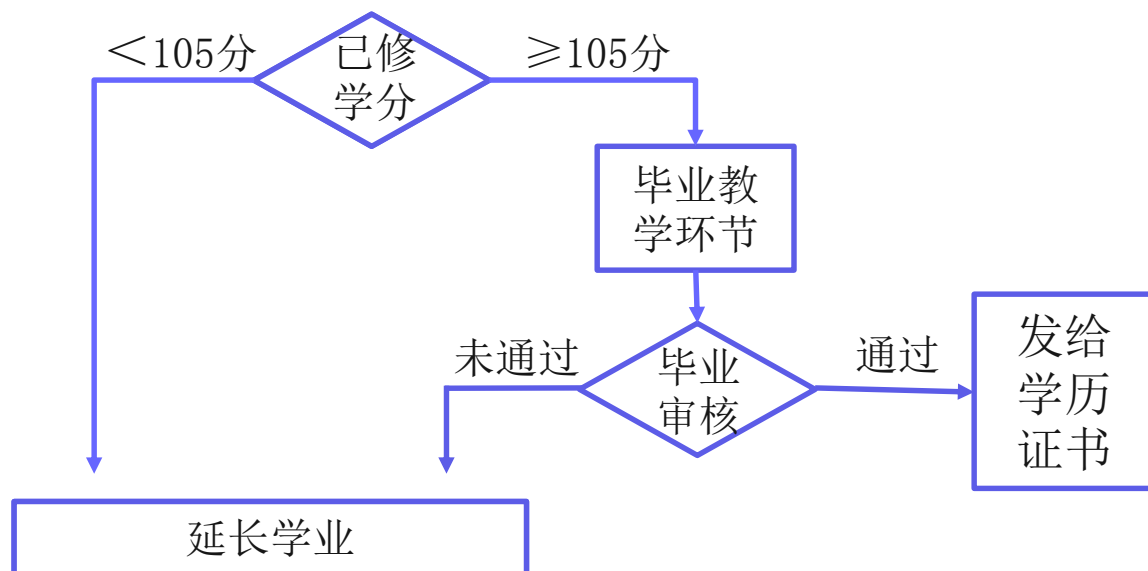 ＜105分
已修
学分
≥105分
毕业教
学环节
未通过
毕业
审核
通过
发给
学历
证书
延长学业